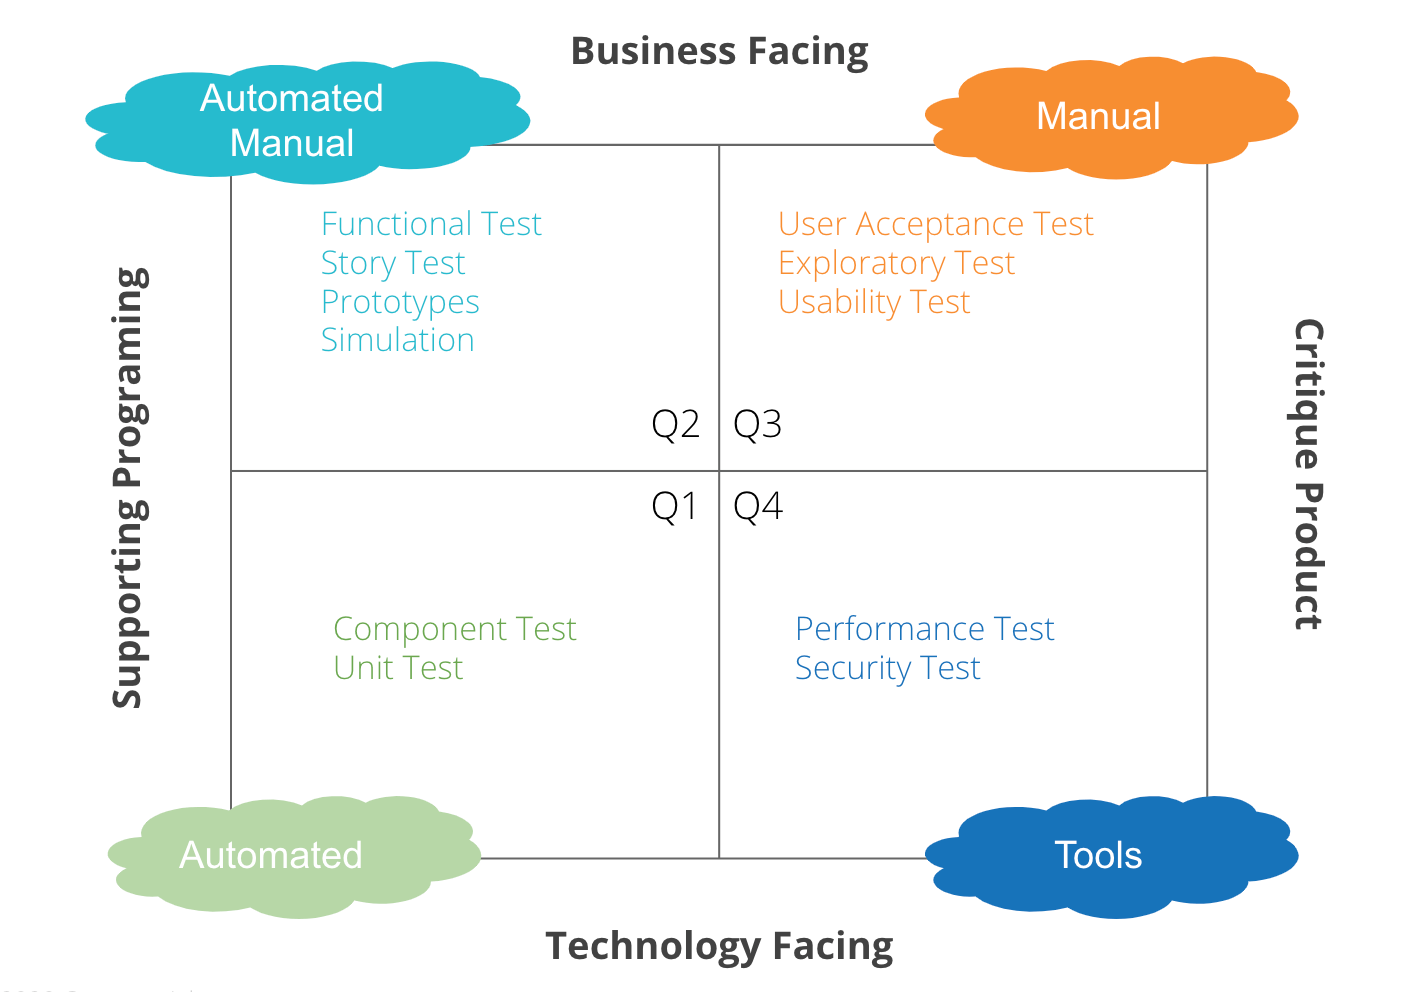 Business Facing
Automated
Manual
Manual
Functional Test
Story Test
Prototypes
Simulation
User Acceptance Test
Exploratory Test
Usability Test
Supporting Programing
Critique Product
Q2
Q3
Q1
Q4
Component Test
Unit Test
Performance Test
Security Test
Automated
Tools
Technology Facing